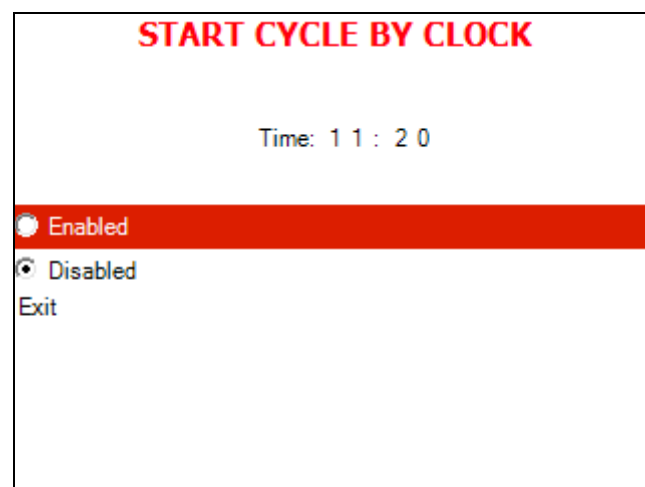 START CYCLE BY CLOCK
Time: 1 1 : 2 0
Enabled
Disabled
Exit